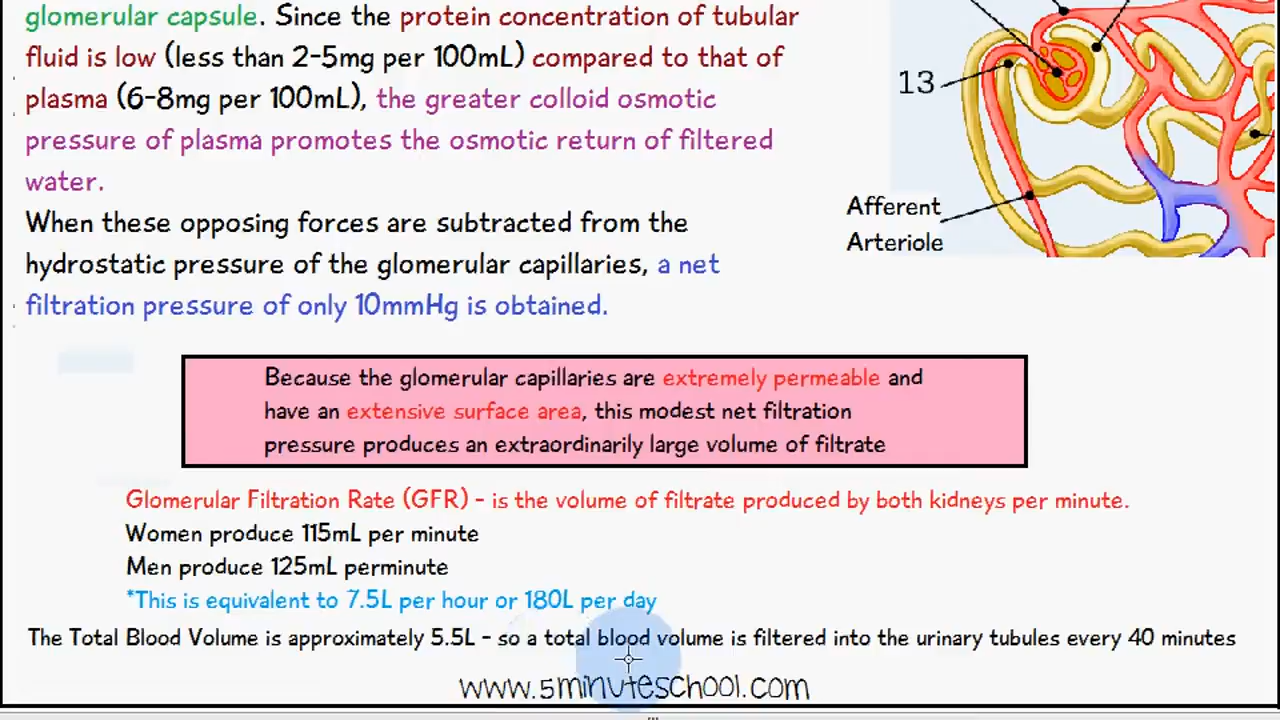 glomerular capsule. Since the protein concentration of tubular
fluid is low (less than 2-5mg per 100mL) compared to that of
plasma (6-8mg per 100mL), the greater colloid osmotic
pressure of plasma promotes the osmotic return of filtered
water.
When these opposing forces are subtracted from the
hydrostatic pressure of the glomerular capillaries, a net
filtration pressure of only 10mmHg is obtained.
13
Afferent
Arteriole
Because the glomerular capillaries are extremely permeable and
have an extensive surface area, this modest net filtration
pressure produces an extraordinarily large volume of filtrate
Glomerular Filtration Rate (GFR) - is the volume of filtrate produced by both kidneys per minute.
Women produce 115mL per minute
Men produce 125mL perminute
*This is equivalent to 7.5L per hour or 180L per day
The Total Blood Volume is approximately 5.5L - so a total blood volume is filtered into the urinary tubules every 40 minutes
www.5minuteschool.com